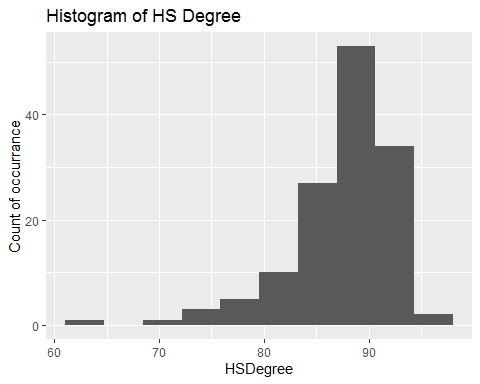 Histogram of HS Degree
Count of occurrance
40
20
0
60 70 80 90
HSDegree